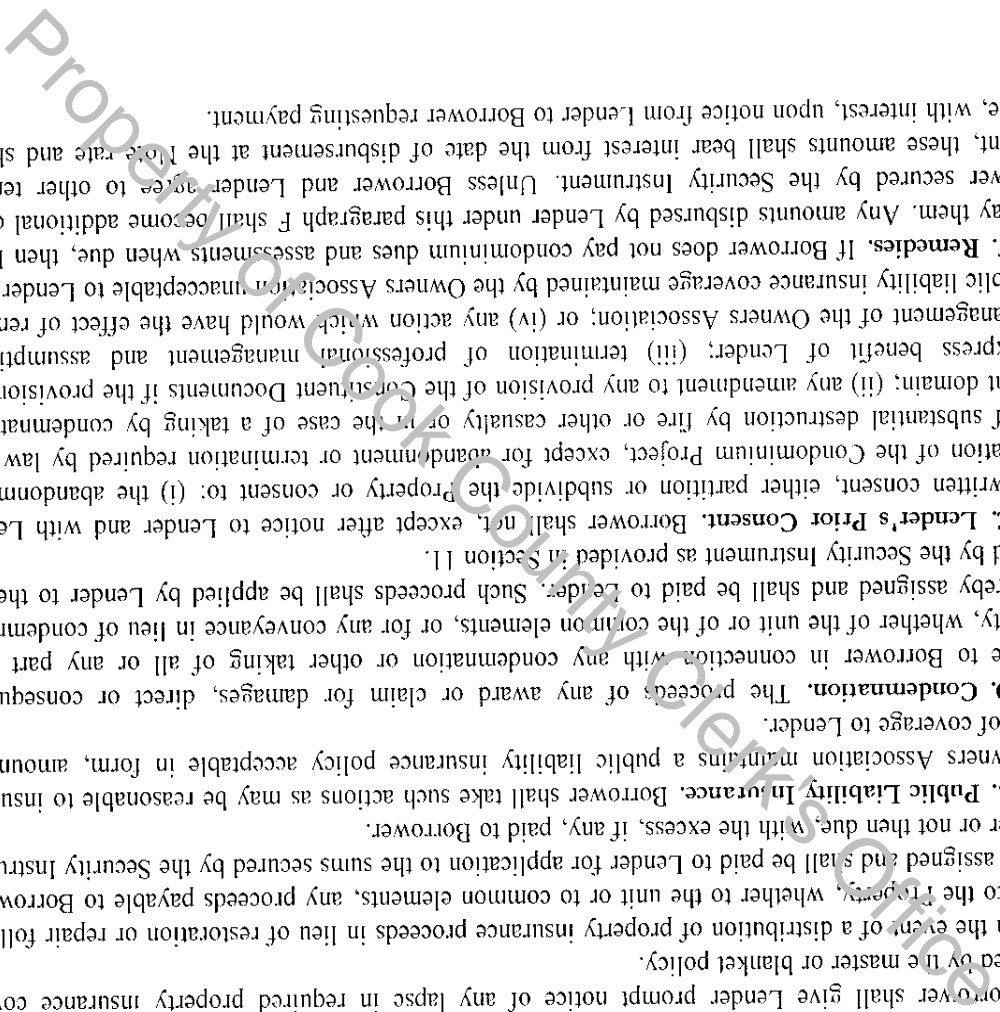 orrower shall give Lender prompt notice of any lapse in required property insurance co
ed by the master or blanket policy.
n the event of a distribution of property insurance proceeds in lieu of restoration or repair foll
to the Property, whether to the unit or to common elements, any proceeds payable to Borrow
assigned and shall be paid to Lender for application to the sums secured by the Security Instru
er or not then due, with the excess, if any, paid to Borrower.
. Public Liability Insurance. Borrower shall take such actions as may be reasonable to insu
wners Association maintains a public liability insurance policy acceptable in form, amoun
of coverage to Lender.
D. Condemnation. The proceeds of any award or claim for damages, direct or consequ
e to Borrower in connection with any condemnation or other taking of all or any part
ty, whether of the unit or of the common elements, or for any conveyance in lieu of condemn
reby assigned and shall be paid to Lender. Such proceeds shall be applied by Lender to the
d by the Security Instrument as provided in Section 11.
. Lender's Prior Consent. Borrower shall not, except after notice to Lender and with Le
written consent, either partition or subdivide the Property or consent to: (i) the abandonm
ation of the Condominium Project, except for abandonment or termination required by law
f substantial destruction by fire or other casualty or in the case of a taking by condemnat
nt domain; (ii) any amendment to any provision of the Constituent Documents if the provision
xpress benefit of Lender; (iii) termination of professional management and assumpti
anagement of the Owners Association; or (iv) any action which would have the effect of ren
blic liability insurance coverage maintained by the Owners Association unacceptable to Lender
. Remedies. If Borrower does not pay condominium dues and assessments when due, then
ay them. Any amounts disbursed by Lender under this paragraph F shall become additional
wer secured by the Security Instrument. Unless Borrower and Lender agree to other ter
nt, these amounts shall bear interest from the date of disbursement at the Note rate and sh
e, with interest, upon notice from Lender to Borrower requesting payment.
Property of Cook County Clerk's Office